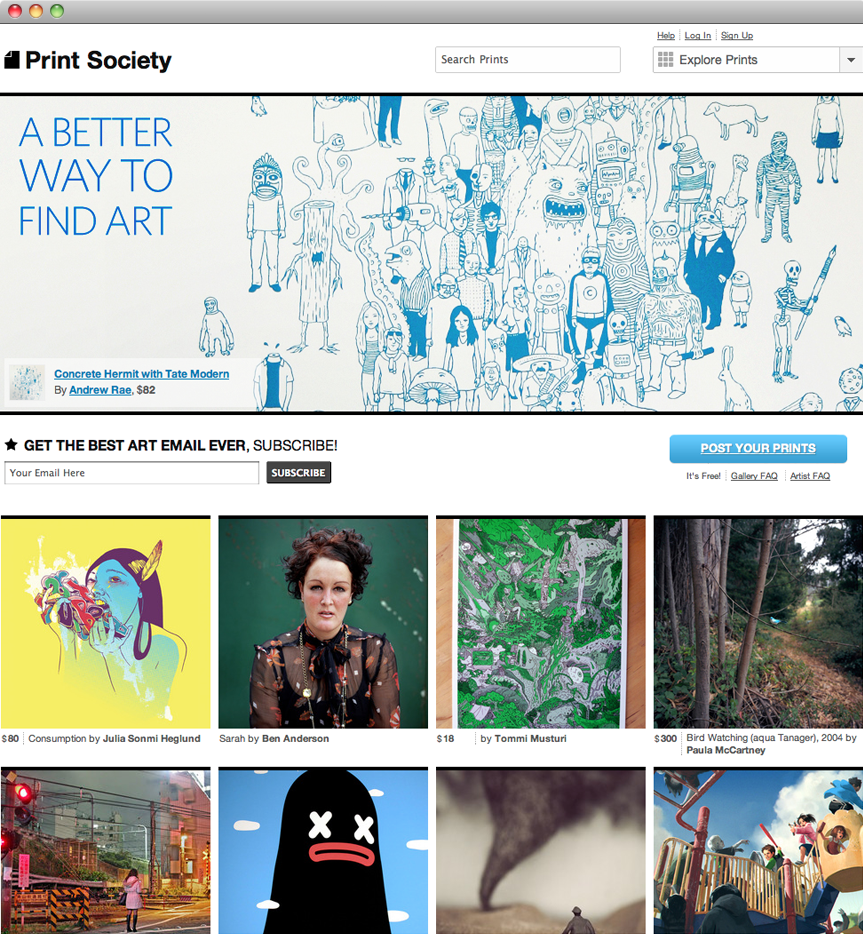 Help Log In Sign Up
Print Society
Search Prints
Explore Prints
A BETTER
WAY TO
FIND ART
C
Concrete Hermit with Tate Modern
By Andrew Rae, $82
★ GET THE BEST ART EMAIL EVER, SUBSCRIBE!
POST YOUR PRINTS
Your Email Here SUBSCRIBE
It's Free! Gallery FAQ Artist FAQ
$80 Consumption by Julia Sonmi Heglund
Sarah by Ben Anderson
$18 by Tommi Musturi
$300 Bird Watching (aqua Tanager), 2004 by
Paula McCartney